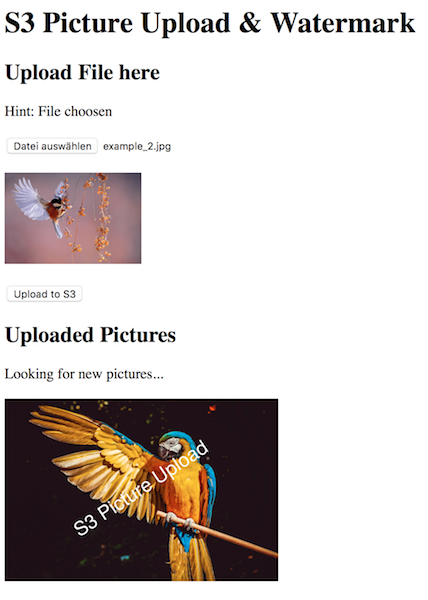 S3 Picture Upload & Watermark
Upload File here
Hint: File choosen
Datei auswählen example_2.jpg
Upload to S3
Uploaded Pictures
Looking for new pictures...
S3 Picture Upload